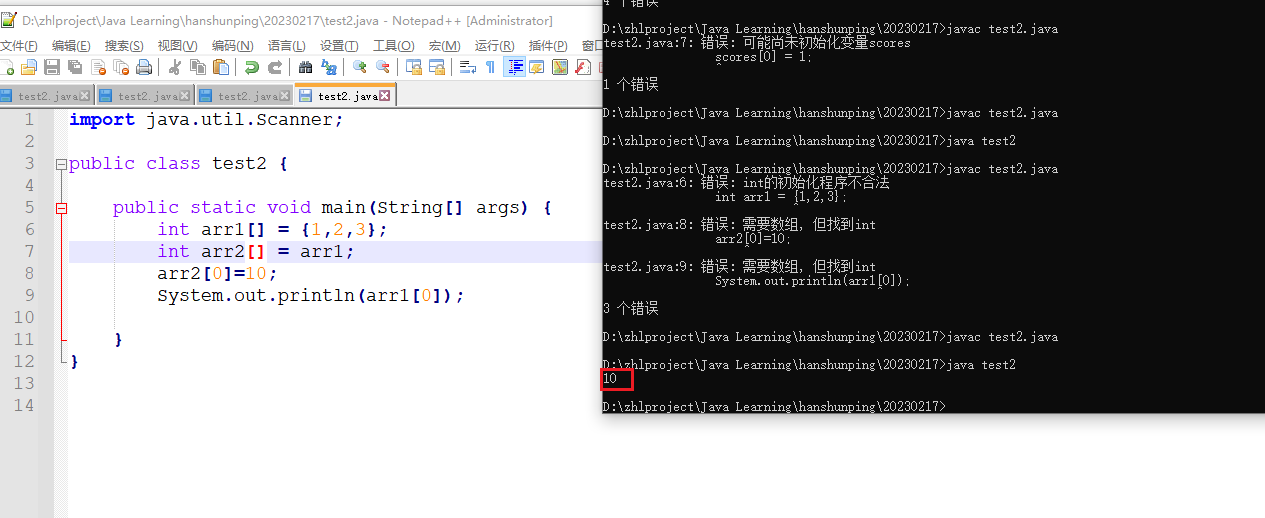 D:\zhlproject\Java Learning\hanshunping\20230217\test2.java - Notepad++ [Administrator]
文件(F) 编辑(E) 搜索(S) 视图(V) 编码(N) 语言(L) 设置(T) 工具(O) 宏(M) 运行(R) 插件(P) 窗口
test2.java test2.java test2.java test2.java
1 import java.util.Scanner;
2
3 public class test2 {
4
5 public static void main(String[] args) {
6 int arr1[] = {1,2,3};
7 int arr2[] = arr1;
8 arr2[0]=10;
9 System.out.println(arr1[0]);
10
11 }
12 }
13
14
4 个错误
D:\zhlproject\Java Learning\hanshunping\20230217>javac test2.java
test2.java:7: 错误: 可能尚未初始化变量scores
scores[0] = 1;
^
1 个错误
D:\zhlproject\Java Learning\hanshunping\20230217>javac test2.java
D:\zhlproject\Java Learning\hanshunping\20230217>java test2
D:\zhlproject\Java Learning\hanshunping\20230217>javac test2.java
test2.java:6: 错误: int的初始化程序不合法
int arr1 = {1,2,3};
^
test2.java:8: 错误: 需要数组, 但找到int
arr2[0]=10;
^
test2.java:9: 错误: 需要数组, 但找到int
System.out.println(arr1[0]);
^
3 个错误
D:\zhlproject\Java Learning\hanshunping\20230217>javac test2.java
D:\zhlproject\Java Learning\hanshunping\20230217>java test2
10
D:\zhlproject\Java Learning\hanshunping\20230217>